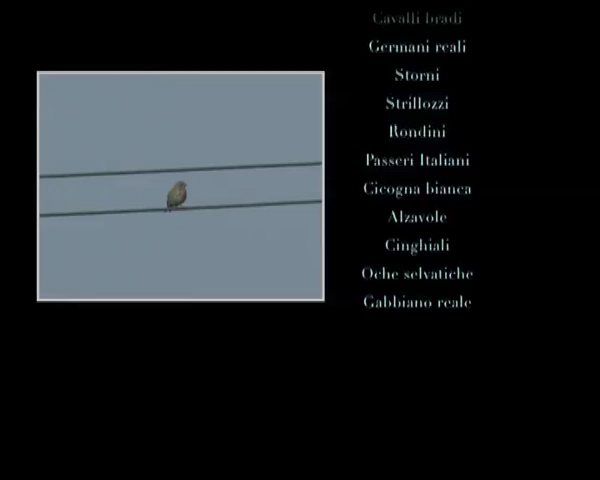 Cavalli bradi
Germani reali
Storni
Strillozzi
Rondini
Passeri Italiani
Cicogna bianca
Alzavole
Cinghiali
Oche selvatiche
Gabbiano reale